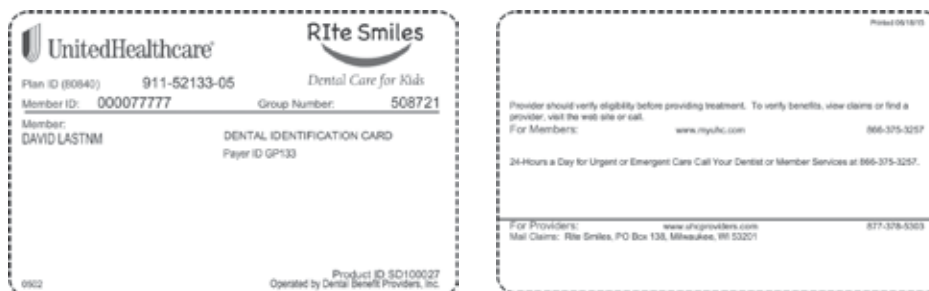 UnitedHealthcare®
RIte Smiles
Dental Care for Kids
Plan ID (80840) 911-52133-05
Member ID: 000077777 Group Number: 508721
Member:
DAVID LASTNM
DENTAL IDENTIFICATION CARD
Payer ID GP133
0502
Product ID SD100027
Operated by Dental Benefit Providers, Inc.
Printed 06/18/15
Provider should verify eligibility before providing treatment. To verify benefits, view claims or find a
provider, visit the web site or call.
For Members: www.myuhc.com 866-375-3257
24-Hours a Day for Urgent or Emergent Care Call Your Dentist or Member Services at 866-375-3257.
For Providers: www.uhcproviders.com 877-378-5303
Mail Claims: RIte Smiles, PO Box 138, Milwaukee, WI 53201